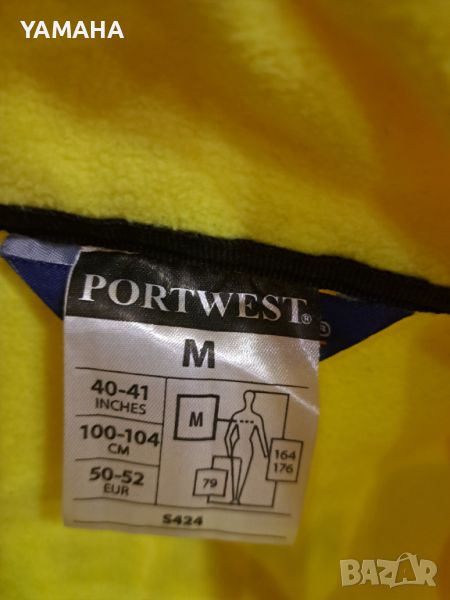 YAMAHA
PORTWEST®
M
40-41
INCHES
100-104
CM
50-52
EUR
M
164
176
79
S424
BAZAR